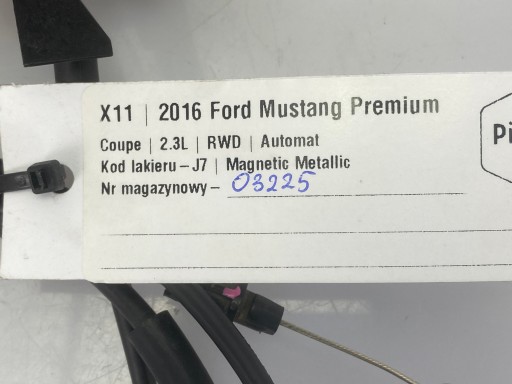 X11 | 2016 Ford Mustang Premium
Coupe | 2.3L | RWD | Automat
Kod lakieru – J7 | Magnetic Metallic
Nr magazynowy – 03225